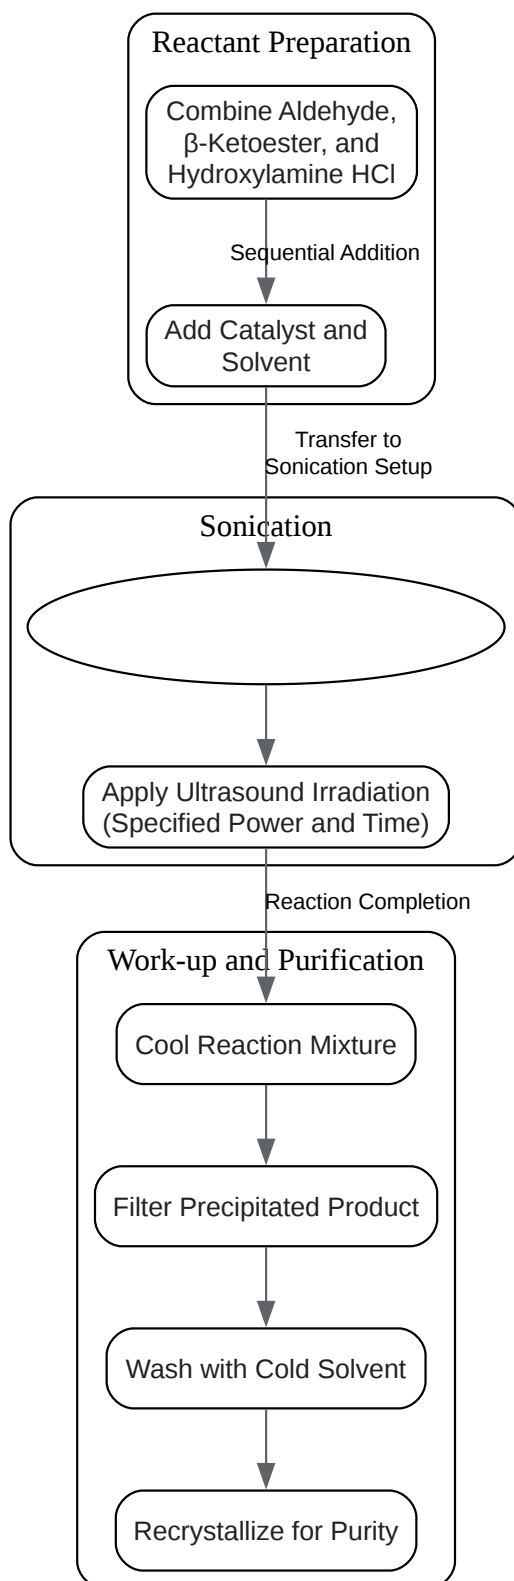 Reactant Preparation
Combine Aldehyde,
β-Ketoester, and
Hydroxylamine HCl
Sequential Addition
Add Catalyst and
Solvent
Transfer to
Sonication Setup
Sonication
Apply Ultrasound Irradiation
(Specified Power and Time)
Reaction Completion
Work-up and Purification
Cool Reaction Mixture
Filter Precipitated Product
Wash with Cold Solvent
Recrystallize for Purity